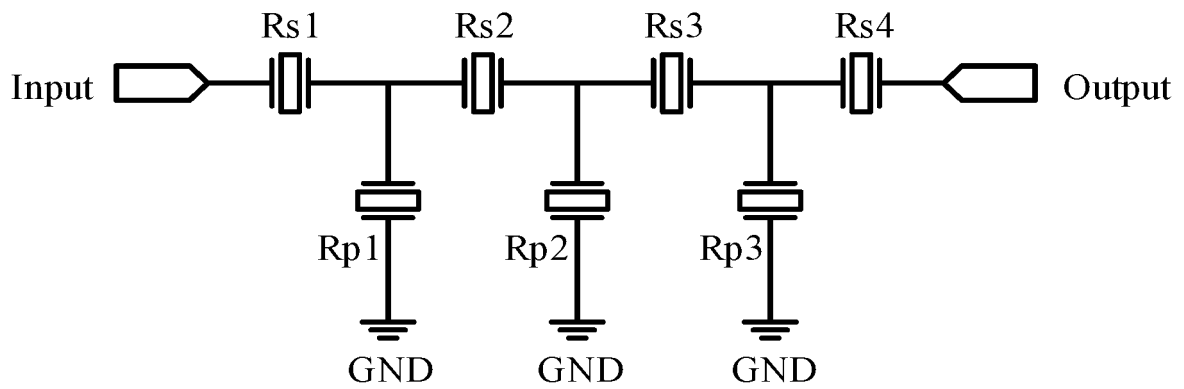 Rs1 Rs2 Rs3 Rs4
Input Output
Rp1 Rp2 Rp3
GND GND GND